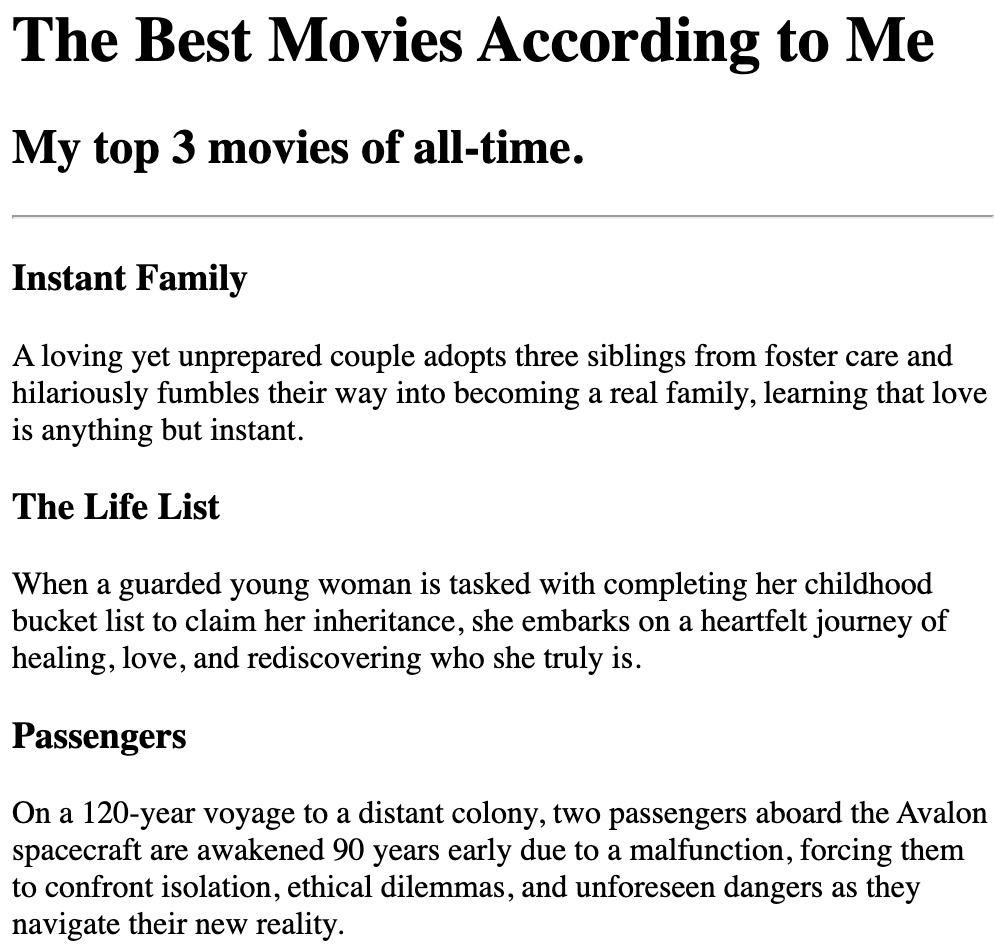 The Best Movies According to Me
My top 3 movies of all-time.
Instant Family
A loving yet unprepared couple adopts three siblings from foster care and
hilariously fumbles their way into becoming a real family, learning that love
is anything but instant.
The Life List
When a guarded young woman is tasked with completing her childhood
bucket list to claim her inheritance, she embarks on a heartfelt journey of
healing, love, and rediscovering who she truly is.
Passengers
On a 120-year voyage to a distant colony, two passengers aboard the Avalon
spacecraft are awakened 90 years early due to a malfunction, forcing them
to confront isolation, ethical dilemmas, and unforeseen dangers as they
navigate their new reality.